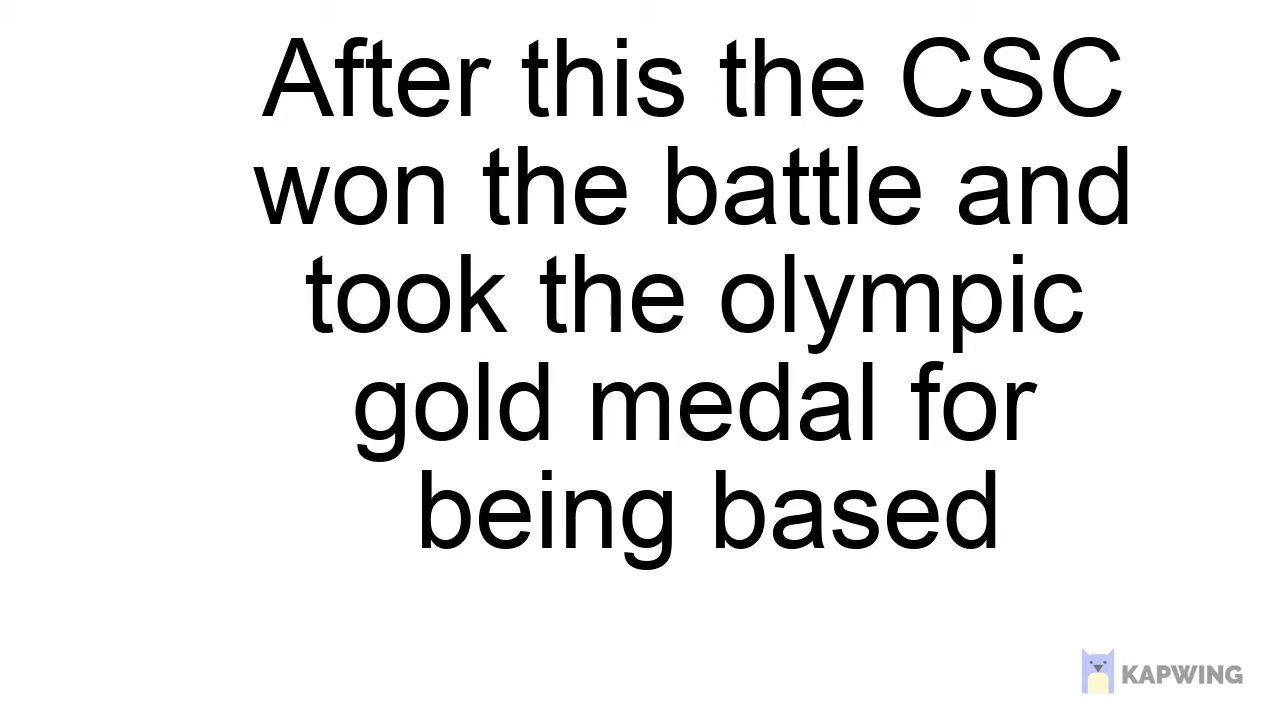 After this the CSC
won the battle and
took the olympic
gold medal for
being based
KAPWING